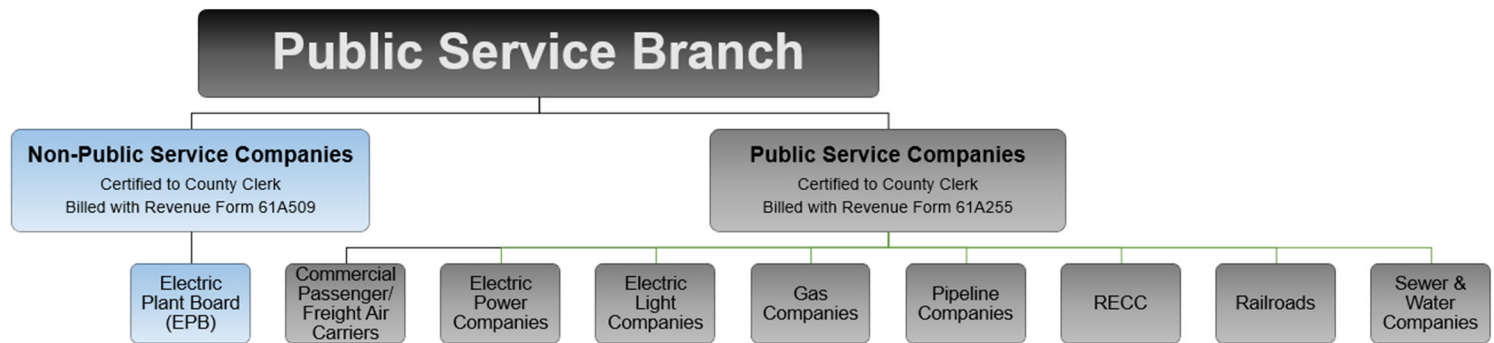 Public Service Branch
Non-Public Service Companies
Certified to County Clerk
Billed with Revenue Form 61A509
Public Service Companies
Certified to County Clerk
Billed with Revenue Form 61A255
Electric
Plant Board
(EPB)
Commercial
Passenger/
Freight Air
Carriers
Electric
Power
Companies
Electric
Light
Companies
Gas
Companies
Pipeline
Companies
RECC
Railroads
Sewer &
Water
Companies